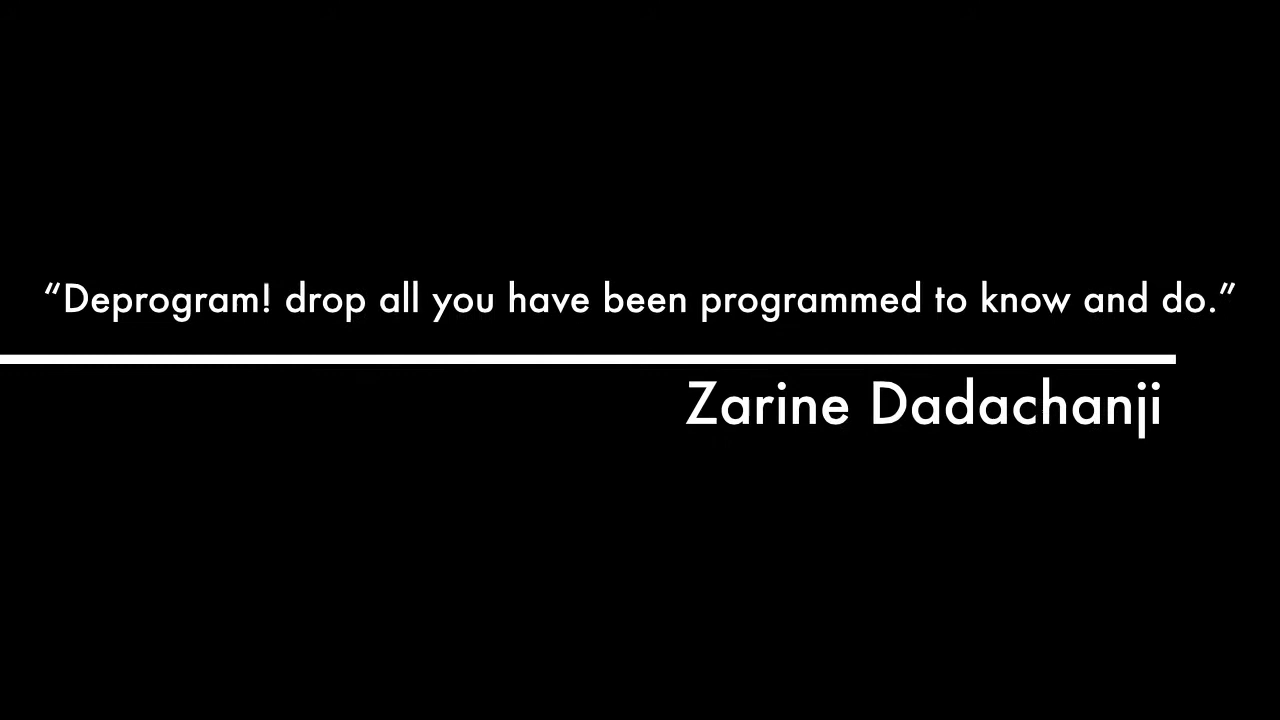 “Deprogram! drop all you have been programmed to know and do.”
Zarine Dadachanji